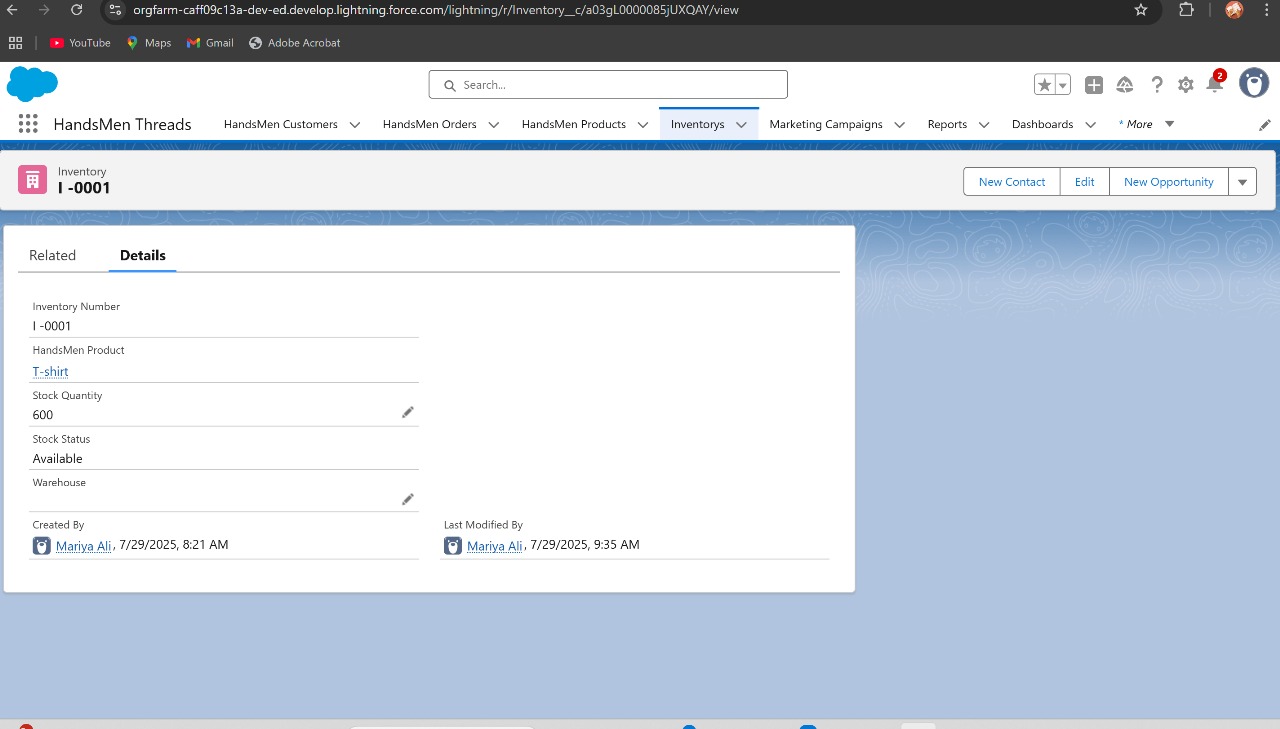 orgfarm-caff09c13a-dev-ed.develop.lightning.force.com/lightning/r/Inventory__c/a03gL0000085jUXQAY/view
YouTube Maps Gmail Adobe Acrobat
Search...
2
HandsMen Threads HandsMen Customers HandsMen Orders HandsMen Products Inventorys Marketing Campaigns Reports Dashboards * More
Inventory
I -0001
New Contact Edit New Opportunity
Related Details
Inventory Number
I -0001
HandsMen Product
T-shirt
Stock Quantity
600
Stock Status
Available
Warehouse
Created By Last Modified By
Mariya Ali, 7/29/2025, 8:21 AM Mariya Ali, 7/29/2025, 9:35 AM